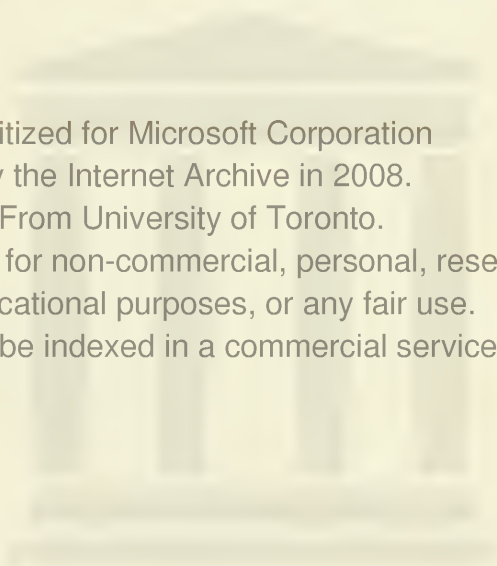 itized for Microsoft Corporation
y the Internet Archive in 2008.
From University of Toronto.
for non-commercial, personal, rese
cational purposes, or any fair use.
be indexed in a commercial service